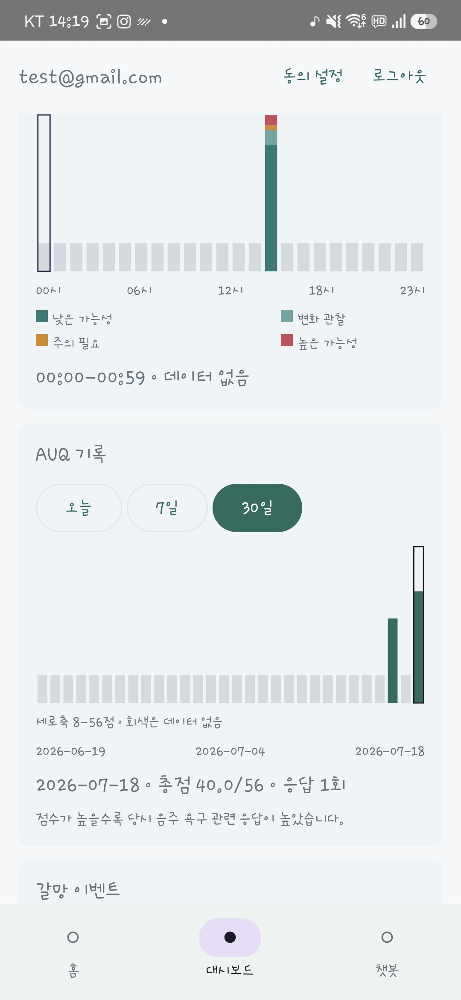 KT 14:19 6 HD 60
test@gmail.com 동의 설정 로그아웃
00시 06시 12시 18시 23시
낮은 가능성 변화 관찰
주의 필요 높은 가능성
00:00-00:59 · 데이터 없음
AUQ 기록
오늘 7일 30일
세로축 8-56점 · 회색은 데이터 없음
2026-06-19 2026-07-04 2026-07-18
2026-07-18 · 총점 40.0/56 · 응답 1회
점수가 높을수록 당시 음주 욕구 관련 응답이 높았습니다.
갈망 이벤트
홈 대시보드 챗봇